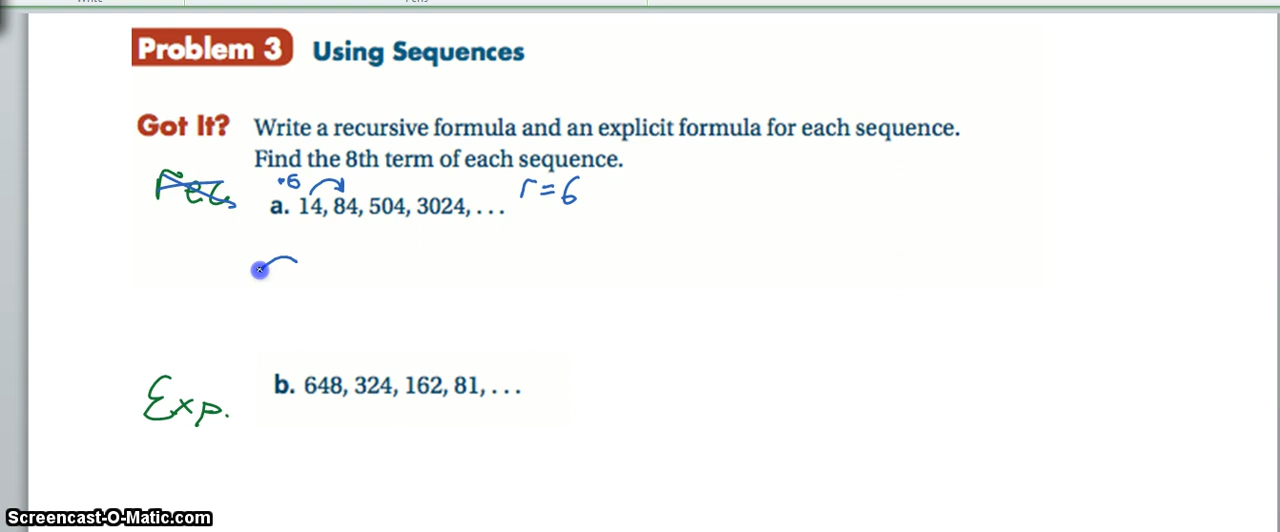 Problem 3 Using Sequences
Got It? Write a recursive formula and an explicit formula for each sequence.
Find the 8th term of each sequence.
·6
r = 6
a. 14, 84, 504, 3024, . . .
b. 648, 324, 162, 81, . . .
Exp.
Screencast-O-Matic.com